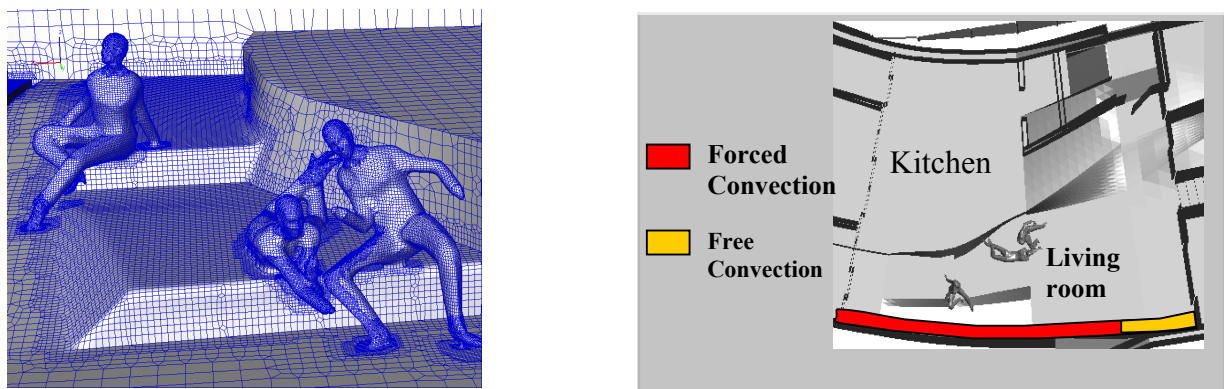 Forced
Convection
Free
Convection
Kitchen
Living
room